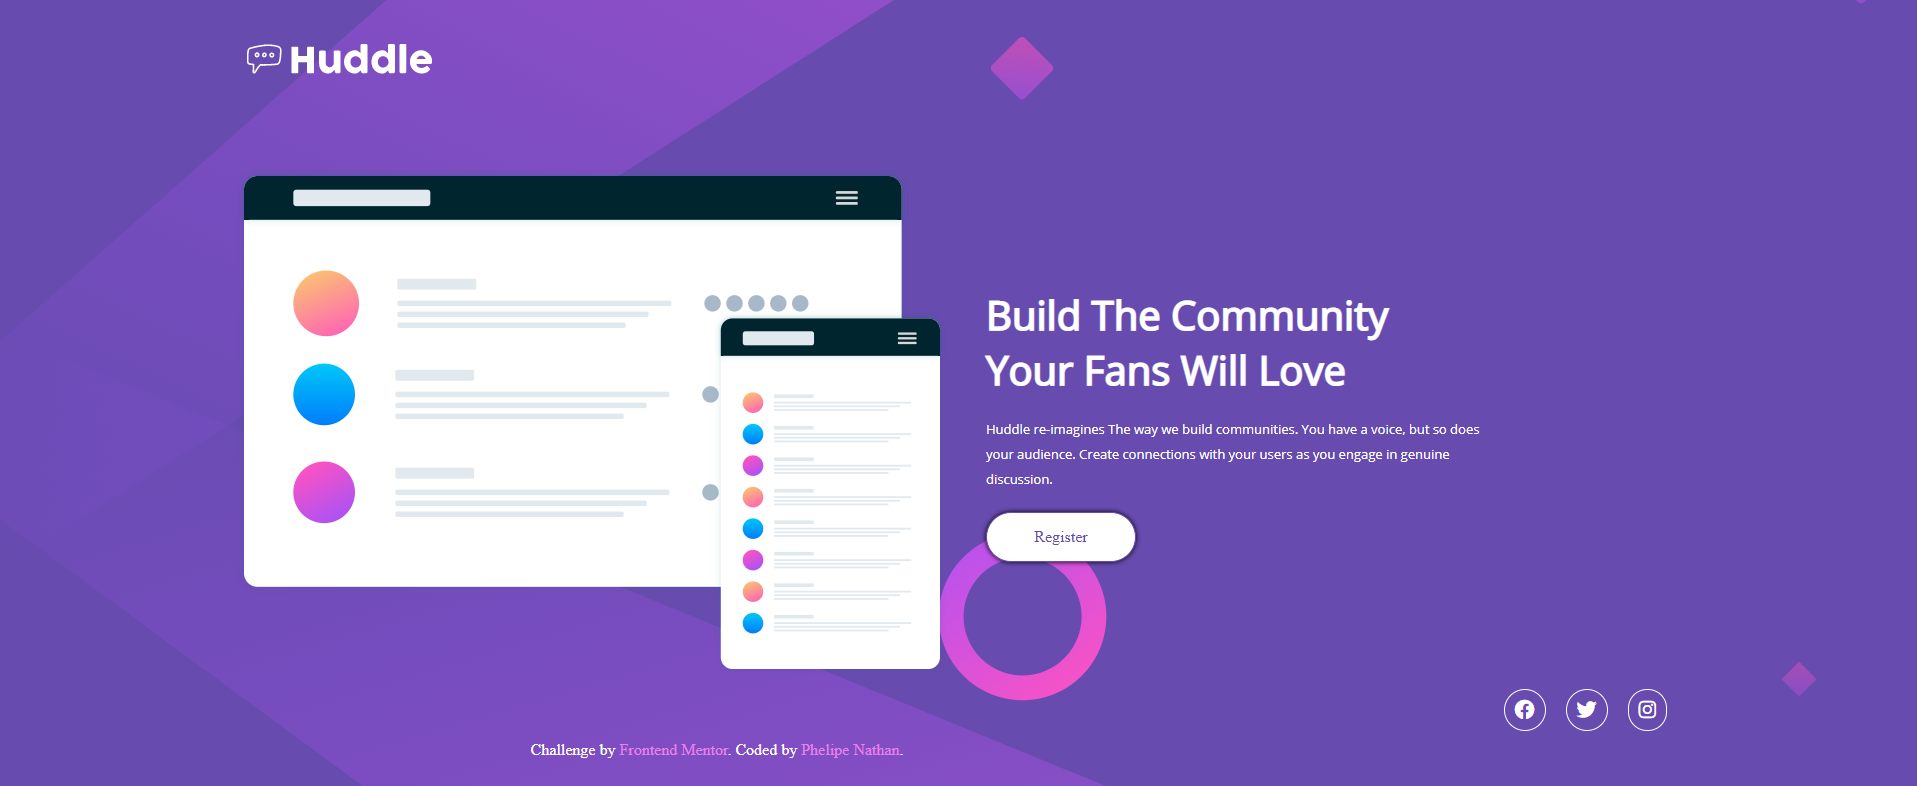 Huddle
Build The Community
Your Fans Will Love
Huddle re-imagines The way we build communities. You have a voice, but so does
your audience. Create connections with your users as you engage in genuine
discussion.
Register
Challenge by Frontend Mentor. Coded by Phelipe Nathan.